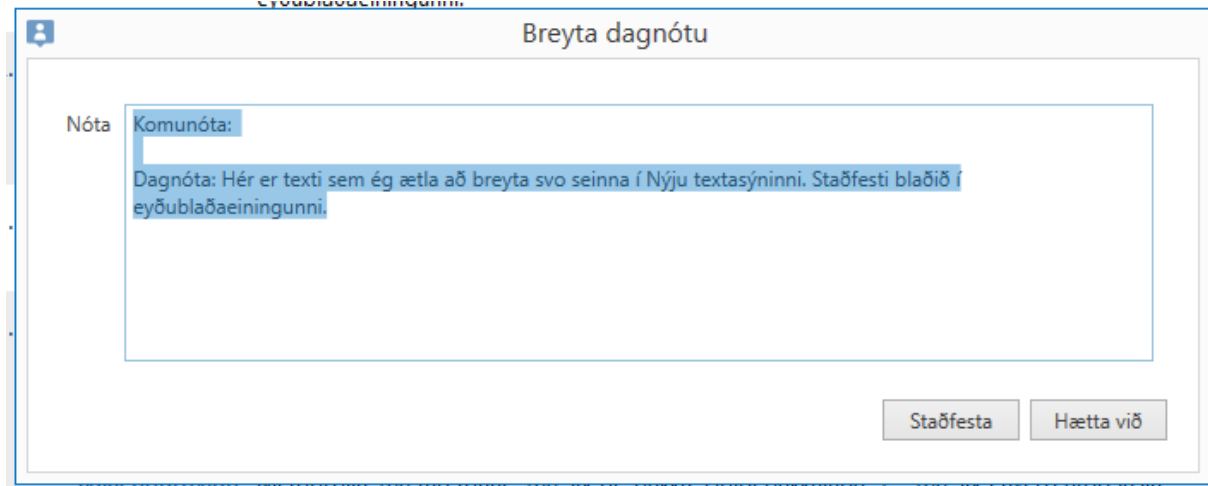 eyðublaðaeiningunni.
Breyta dagnótu
Nóta
Komunóta:
Dagnóta: Hér er texti sem ég ætla að breyta svo seinna í Nýju textasýninni. Staðfesti blaðið í
eyðublaðaeiningunni.
Staðfesta
Hætta við